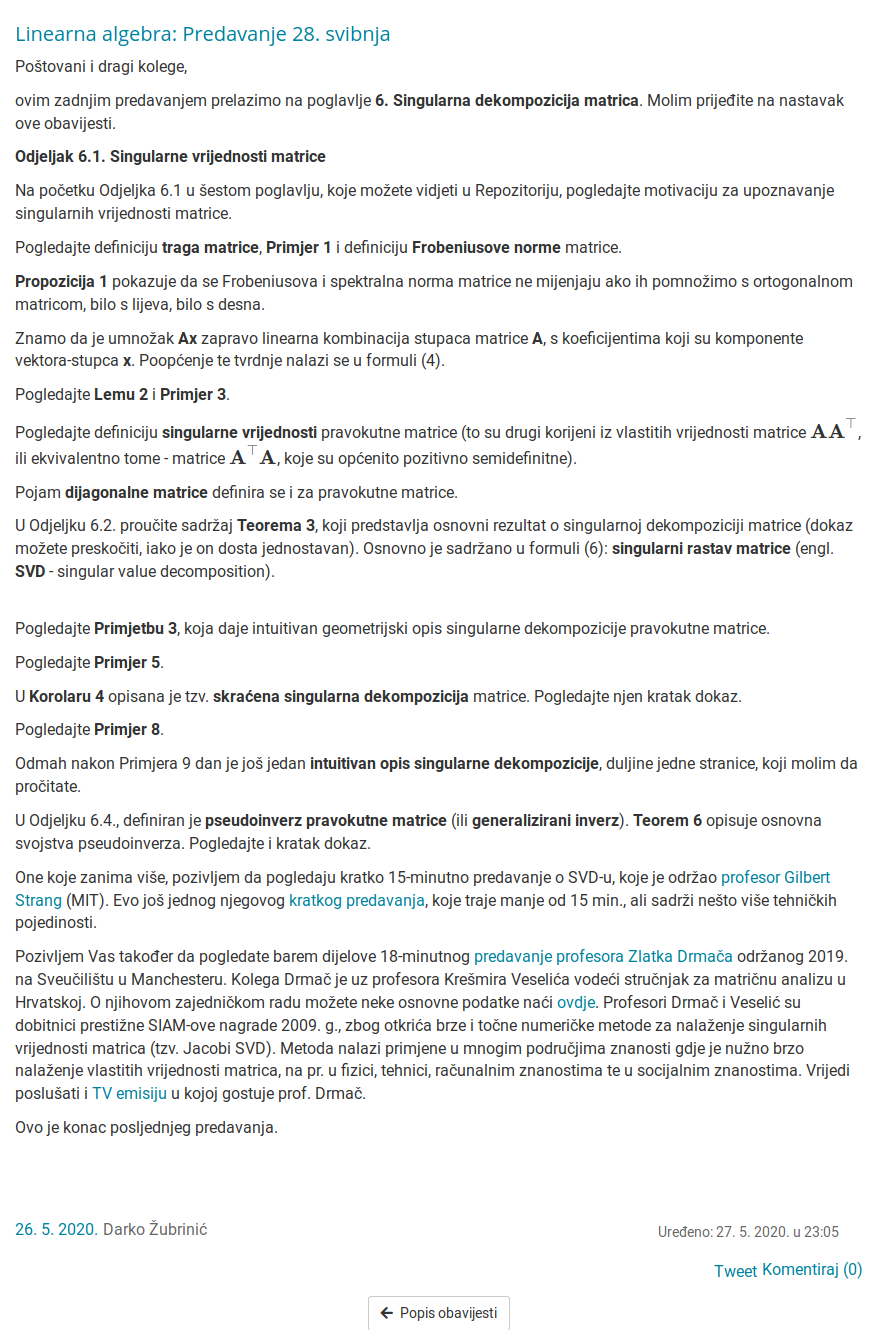 Linearna algebra: Predavanje 28. svibnja
Poštovani i dragi kolege,
ovim zadnjim predavanjem prelazimo na poglavlje 6. Singularna dekompozicija matrica. Molim prijeđite na nastavak
ove obavijesti.
Odjeljak 6.1. Singularne vrijednosti matrice
Na početku Odjeljka 6.1 u šestom poglavlju, koje možete vidjeti u Repozitoriju, pogledajte motivaciju za upoznavanje
singularnih vrijednosti matrice.
Pogledajte definiciju traga matrice, Primjer 1 i definiciju Frobeniusove norme matrice.
Propozicija 1 pokazuje da se Frobeniusova i spektralna norma matrice ne mijenjaju ako ih pomnožimo s ortogonalnom
matricom, bilo s lijeva, bilo s desna.
Znamo da je umnožak Ax zapravo linearna kombinacija stupaca matrice A, s koeficijentima koji su komponente
vektora-stupca x. Poopćenje te tvrdnje nalazi se u formuli (4).
Pogledajte Lemu 2 i Primjer 3.
Pogledajte definiciju singularne vrijednosti pravokutne matrice (to su drugi korijeni iz vlastitih vrijednosti matrice AA⊤,
ili ekvivalentno tome - matrice A⊤A, koje su općenito pozitivno semidefinitne).
Pojam dijagonalne matrice definira se i za pravokutne matrice.
U Odjeljku 6.2. proučite sadržaj Teorema 3, koji predstavlja osnovni rezultat o singularnoj dekompoziciji matrice (dokaz
možete preskočiti, iako je on dosta jednostavan). Osnovno je sadržano u formuli (6): singularni rastav matrice (engl.
SVD - singular value decomposition).
Pogledajte Primjetbu 3, koja daje intuitivan geometrijski opis singularne dekompozicije pravokutne matrice.
Pogledajte Primjer 5.
U Korolaru 4 opisana je tzv. skraćena singularna dekompozicija matrice. Pogledajte njen kratak dokaz.
Pogledajte Primjer 8.
Odmah nakon Primjera 9 dan je još jedan intuitivan opis singularne dekompozicije, duljine jedne stranice, koji molim da
pročitate.
U Odjeljku 6.4., definiran je pseudoinverz pravokutne matrice (ili generalizirani inverz). Teorem 6 opisuje osnovna
svojstva pseudoinverza. Pogledajte i kratak dokaz.
One koje zanima više, pozivljem da pogledaju kratko 15-minutno predavanje o SVD-u, koje je održao profesor Gilbert
Strang (MIT). Evo još jednog njegovog kratkog predavanja, koje traje manje od 15 min., ali sadrži nešto više tehničkih
pojedinosti.
Pozivljem Vas također da pogledate barem dijelove 18-minutnog predavanje profesora Zlatka Drmača održanog 2019.
na Sveučilištu u Manchesteru. Kolega Drmač je uz profesora Krešmira Veselića vodeći stručnjak za matričnu analizu u
Hrvatskoj. O njihovom zajedničkom radu možete neke osnovne podatke naći ovdje. Profesori Drmač i Veselić su
dobitnici prestižne SIAM-ove nagrade 2009. g., zbog otkrića brze i točne numeričke metode za nalaženje singularnih
vrijednosti matrica (tzv. Jacobi SVD). Metoda nalazi primjene u mnogim područjima znanosti gdje je nužno brzo
nalaženje vlastitih vrijednosti matrica, na pr. u fizici, tehnici, računalnim znanostima te u socijalnim znanostima. Vrijedi
poslušati i TV emisiju u kojoj gostuje prof. Drmač.
Ovo je konac posljednjeg predavanja.
26. 5. 2020. Darko Žubrinić
Uređeno: 27. 5. 2020. u 23:05
Tweet Komentiraj (0)
Popis obavijesti